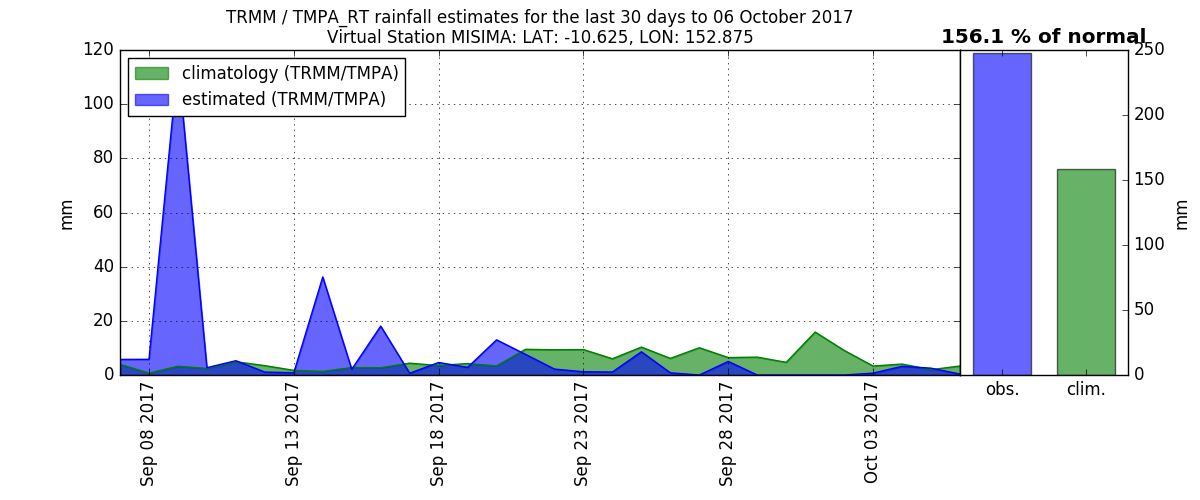 TRMM / TMPA_RT rainfall estimates for the last 30 days to 06 October 2017
Virtual Station MISIMA: LAT: -10.625, LON: 152.875
156.1 % of normal
climatology (TRMM/TMPA)
estimated (TRMM/TMPA)
120
100
80
60
40
20
0
mm
Sep 08 2017
Sep 13 2017
Sep 18 2017
Sep 23 2017
Sep 28 2017
Oct 03 2017
250
200
150
100
50
0
mm
obs.
clim.